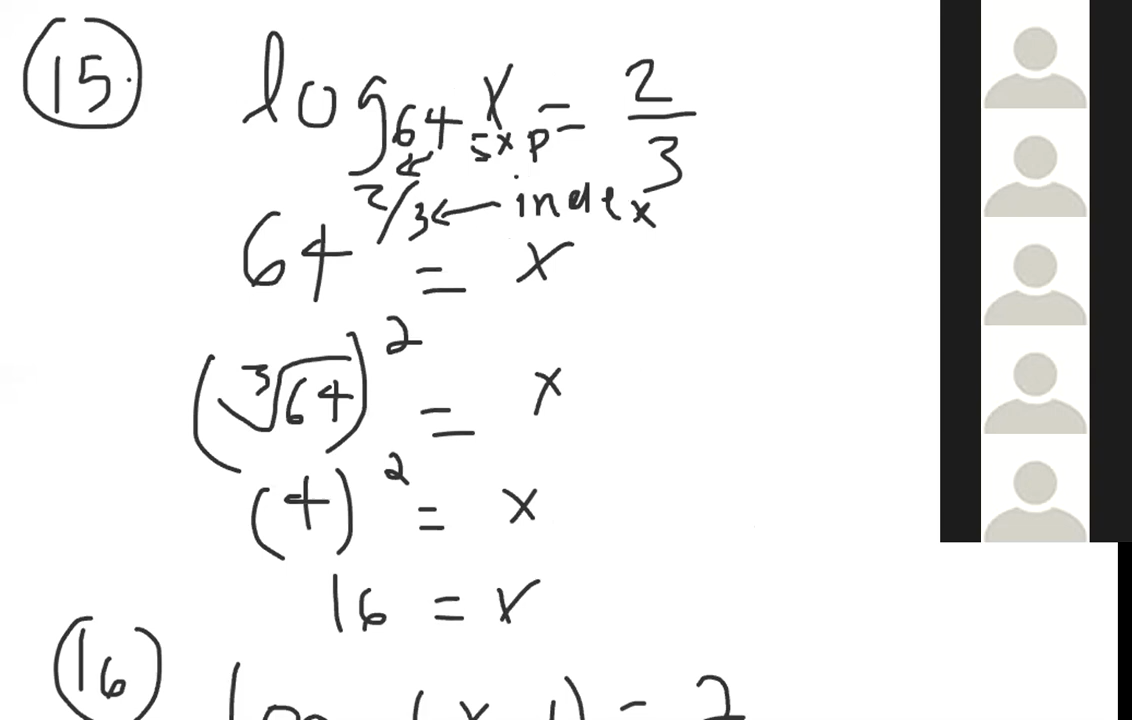 (15.) log₆₄ x = 2/3
exp
64^(2/3) = x ← index
(∛64)² = x
(4)² = x
16 = x
(16)